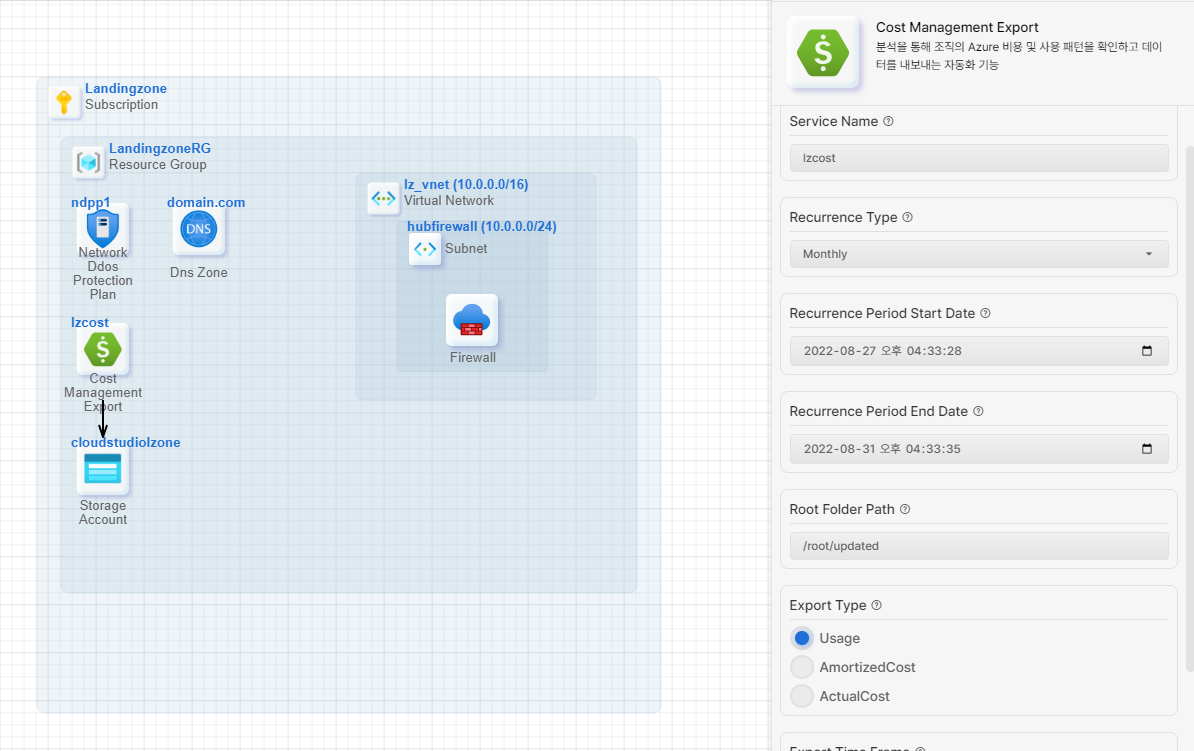 Landingzone
Subscription
LandingzoneRG
Resource Group
ndpp1
Network
Ddos
Protection
Plan
domain.com
DNS
Dns Zone
lz_vnet (10.0.0.0/16)
Virtual Network
hubfirewall (10.0.0.0/24)
Subnet
Firewall
lzcost
Cost
Management
Export
cloudstudiolzone
Storage
Account
Cost Management Export
분석을 통해 조직의 Azure 비용 및 사용 패턴을 확인하고 데이
터를 내보내는 자동화 기능
Service Name
lzcost
Recurrence Type
Monthly
Recurrence Period Start Date
2022-08-27 오후 04:33:28
Recurrence Period End Date
2022-08-31 오후 04:33:35
Root Folder Path
/root/updated
Export Type
Usage
AmortizedCost
ActualCost
Export Time Frame